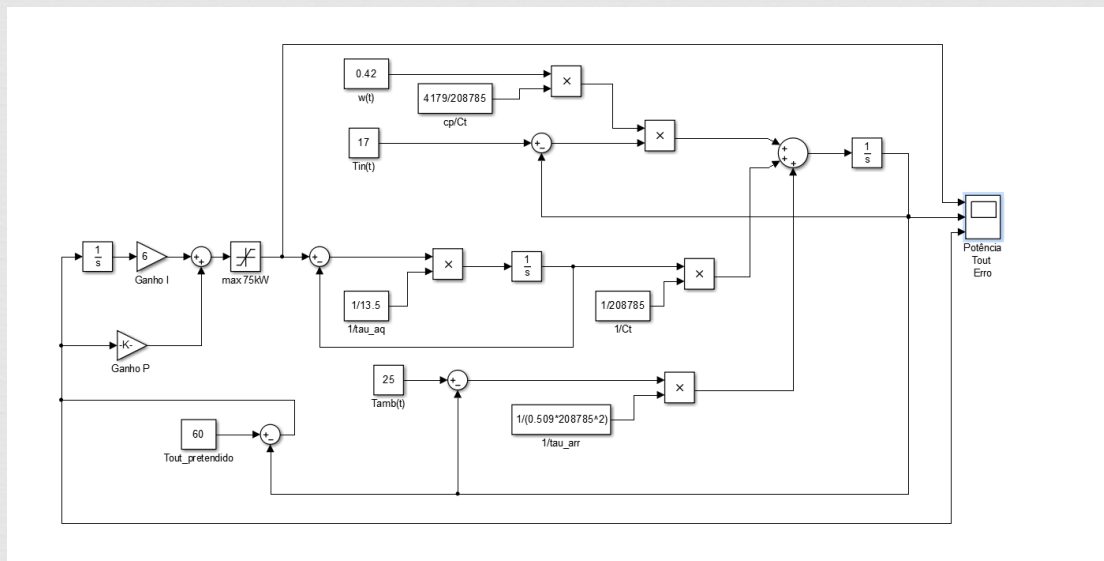 0.42
w(t)
×
4179/208785
cp/Ct
17
Tin(t)
+
−
×
+
+
+
1
s
1
s
6
Ganho I
+
+
max 75kW
+
−
×
1
s
×
1/13.5
1/tau_aq
1/208785
1/Ct
Potência
Tout
Erro
-K-
Ganho P
25
Tamb(t)
+
−
×
1/(0.509*208785^2)
1/tau_arr
60
Tout_pretendido
+
−